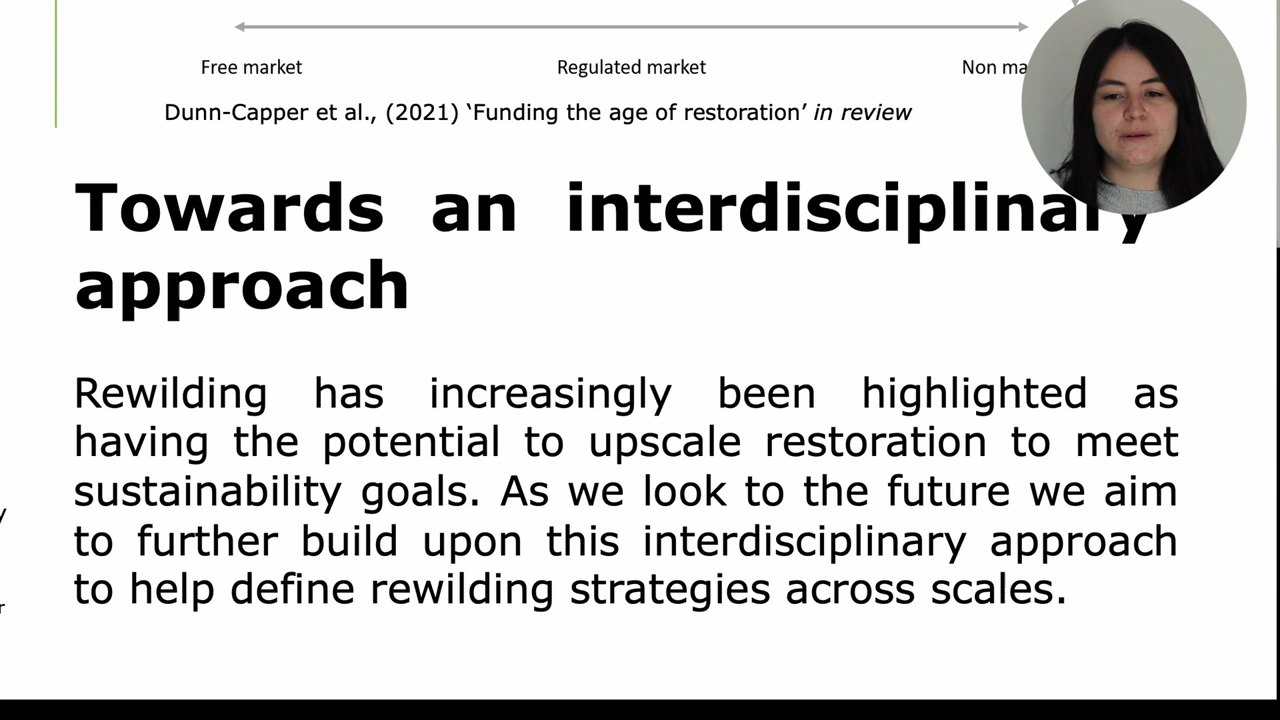 Free market Regulated market Non ma
Dunn-Capper et al., (2021) ‘Funding the age of restoration’ in review
Towards an interdisciplinary
approach
Rewilding has increasingly been highlighted as
having the potential to upscale restoration to meet
sustainability goals. As we look to the future we aim
to further build upon this interdisciplinary approach
to help define rewilding strategies across scales.